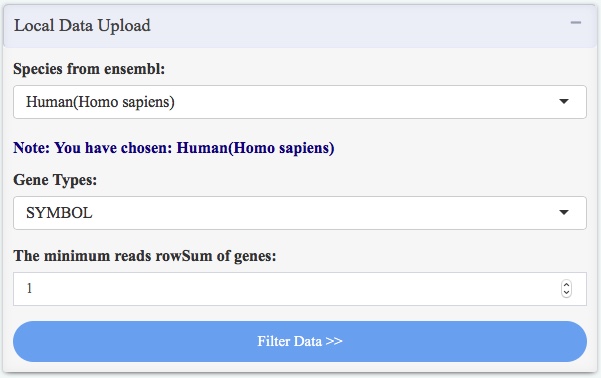 Local Data Upload
Species from ensembl:
Human(Homo sapiens)
Note: You have chosen: Human(Homo sapiens)
Gene Types:
SYMBOL
The minimum reads rowSum of genes:
1
Filter Data >>